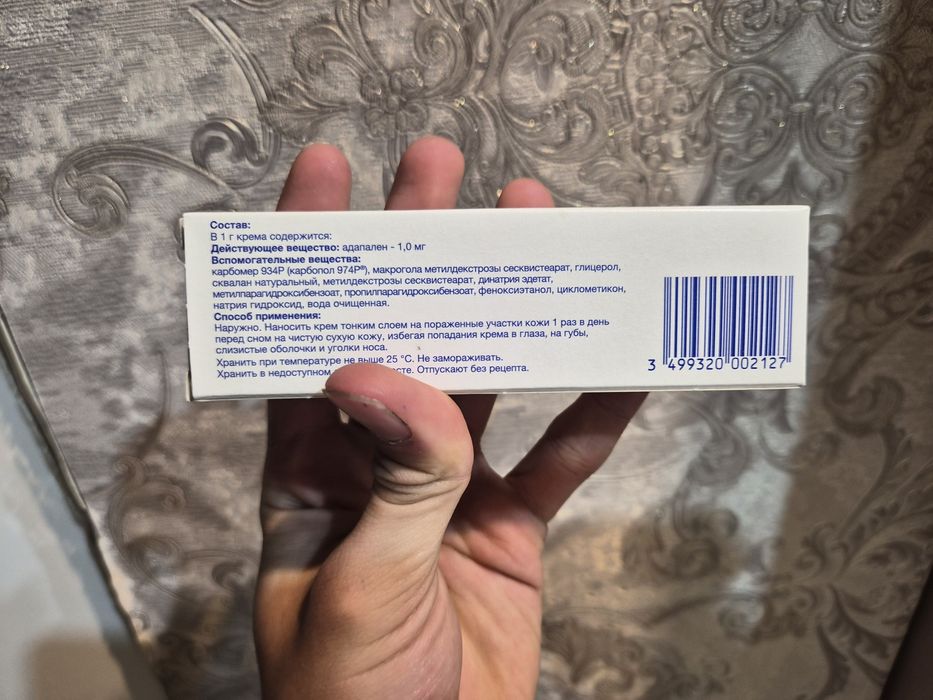 Состав:
В 1 г крема содержится:
Действующее вещество: адапален - 1,0 мг
Вспомогательные вещества:
карбомер 934Р (карбопол 974Р®), макрогола метилдекстрозы сесквистеарат, глицерол,
сквалан натуральный, метилдекстрозы сесквистеарат, динатрия эдетат,
метилпарагидроксибензоат, пропилпарагидроксибензоат, феноксиэтанол, циклометикон,
натрия гидроксид, вода очищенная.
Способ применения:
Наружно. Наносить крем тонким слоем на пораженные участки кожи 1 раз в день
перед сном на чистую сухую кожу, избегая попадания крема в глаза, на губы,
слизистые оболочки и уголки носа.
Хранить при температуре не выше 25 °С. Не замораживать.
Хранить в недоступном Отпускают без рецепта.
3 499320 002127